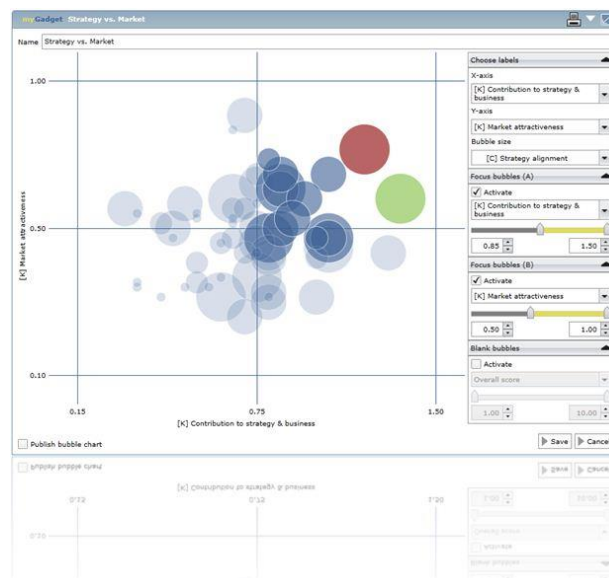 myGadget Strategy vs. Market
Name Strategy vs. Market
1.00
0.50
0.10
[K] Market attractiveness
0.15 0.75 1.50
[K] Contribution to strategy & business
Choose labels
X-axis
[K] Contribution to strategy &
business
Y-axis
[K] Market attractiveness
Bubble size
[C] Strategy alignment
Focus bubbles (A)
Activate
[K] Contribution to strategy &
business
0.85 1.50
Focus bubbles (B)
Activate
[K] Market attractiveness
0.50 1.00
Blank bubbles
Activate
Overall score
1.00 10.00
Publish bubble chart
Save Cancel